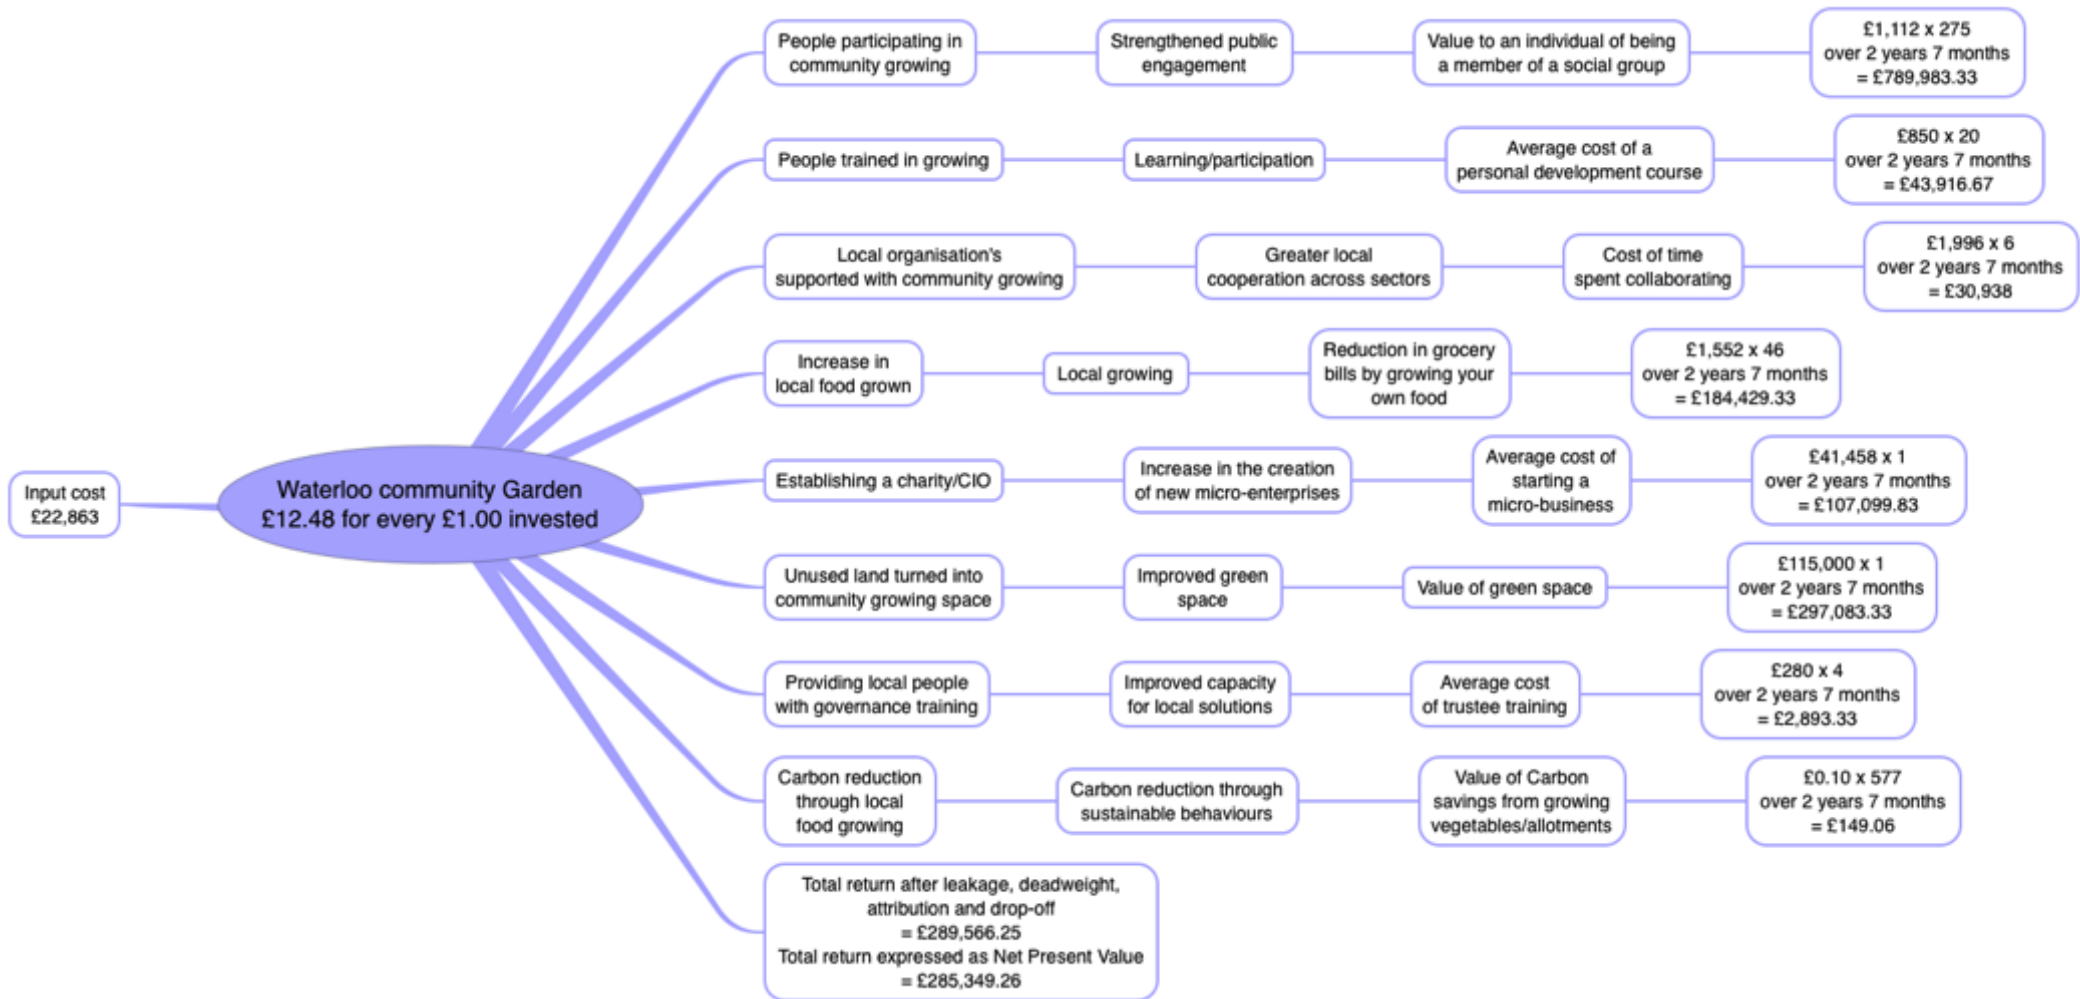 Input cost
£22,863
Waterloo community Garden
£12.48 for every £1.00 invested
People participating in
community growing
Strengthened public
engagement
Value to an individual of being
a member of a social group
£1,112 x 275
over 2 years 7 months
= £789,983.33
People trained in growing
Learning/participation
Average cost of a
personal development course
£850 x 20
over 2 years 7 months
= £43,916.67
Local organisation's
supported with community growing
Greater local
cooperation across sectors
Cost of time
spent collaborating
£1,996 x 6
over 2 years 7 months
= £30,938
Increase in
local food grown
Local growing
Reduction in grocery
bills by growing your
own food
£1,552 x 46
over 2 years 7 months
= £184,429.33
Establishing a charity/CIO
Increase in the creation
of new micro-enterprises
Average cost of
starting a
micro-business
£41,458 x 1
over 2 years 7 months
= £107,099.83
Unused land turned into
community growing space
Improved green
space
Value of green space
£115,000 x 1
over 2 years 7 months
= £297,083.33
Providing local people
with governance training
Improved capacity
for local solutions
Average cost
of trustee training
£280 x 4
over 2 years 7 months
= £2,893.33
Carbon reduction
through local
food growing
Carbon reduction through
sustainable behaviours
Value of Carbon
savings from growing
vegetables/allotments
£0.10 x 577
over 2 years 7 months
= £149.06
Total return after leakage, deadweight,
attribution and drop-off
= £289,566.25
Total return expressed as Net Present Value
= £285,349.26